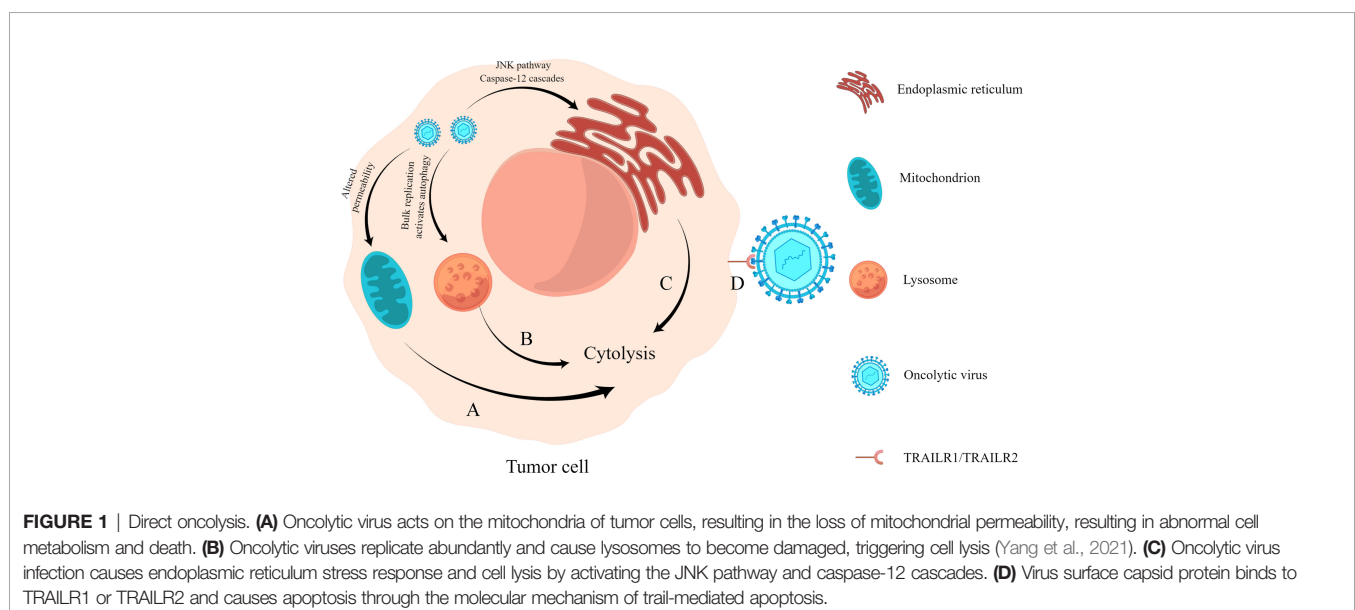 JNK pathway
Caspase-12 cascades
Endoplasmic reticulum
Altered
permeability
Bulk replication
activates autophagy
Mitochondrion
C
D
Lysosome
B
Cytolysis
A
Oncolytic virus
Tumor cell
TRAILR1/TRAILR2
FIGURE 1 | Direct oncolysis. (A) Oncolytic virus acts on the mitochondria of tumor cells, resulting in the loss of mitochondrial permeability, resulting in abnormal cell
metabolism and death. (B) Oncolytic viruses replicate abundantly and cause lysosomes to become damaged, triggering cell lysis (Yang et al., 2021). (C) Oncolytic virus
infection causes endoplasmic reticulum stress response and cell lysis by activating the JNK pathway and caspase-12 cascades. (D) Virus surface capsid protein binds to
TRAILR1 or TRAILR2 and causes apoptosis through the molecular mechanism of trail-mediated apoptosis.